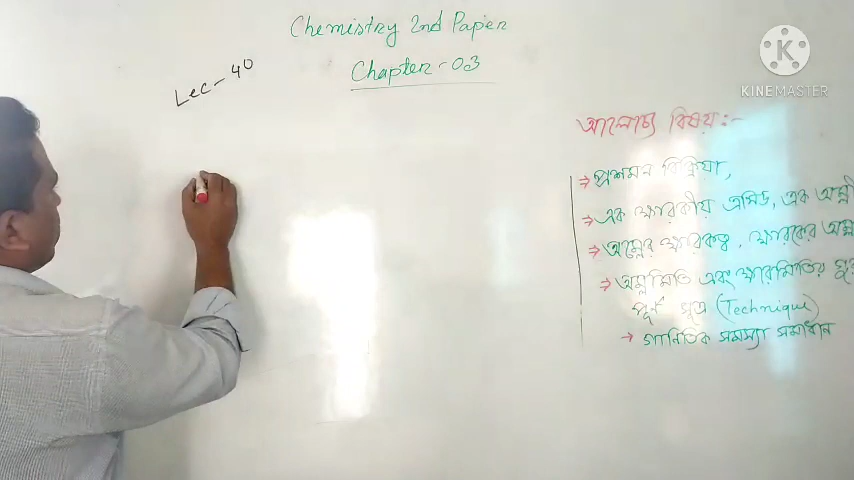 Chemistry 2nd Paper
Chapter-03
Lec-40
KINEMASTER
আলোচ্য বিষয়:-
→ প্রশমন বিক্রিয়া,
→ এক ক্ষারকীয় এসিড, এক অম্লী
→ অম্লের ক্ষারকত্ব, ক্ষারকের অম্ল
→ অম্লমিতি এবং ক্ষারমিতির
পূর্ণ সূত্র (Technique)
→ গানিতিক সমস্যা সমাধান